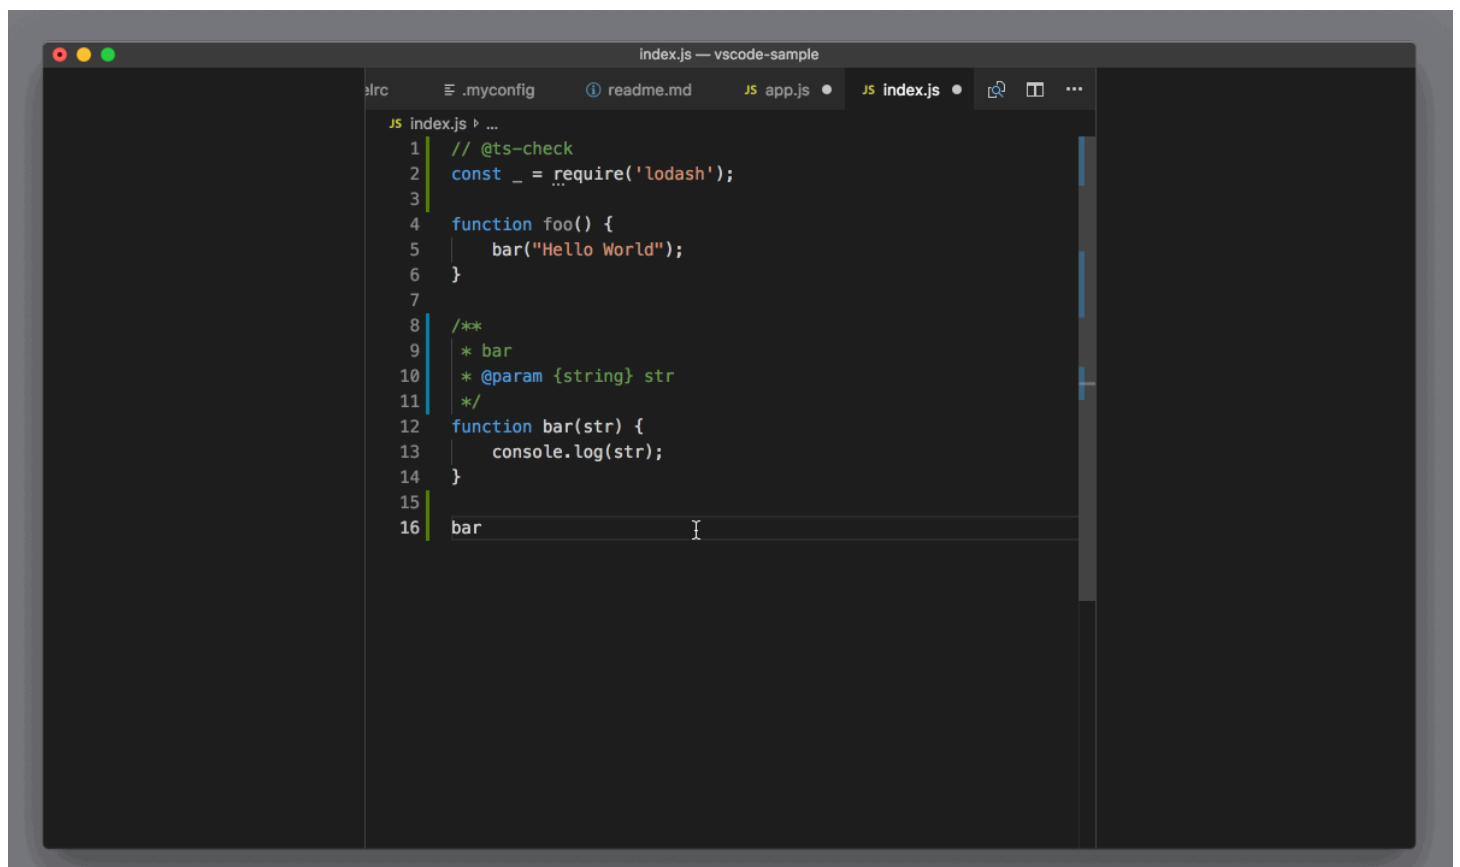 index.js — vscode-sample
elrc .myconfig readme.md JS app.js JS index.js ...
JS index.js ...
1 // @ts-check
2 const _ = require('lodash');
3
4 function foo() {
5     bar("Hello World");
6 }
7
8 /**
9  * bar
10  * @param {string} str
11  */
12 function bar(str) {
13     console.log(str);
14 }
15
16 bar